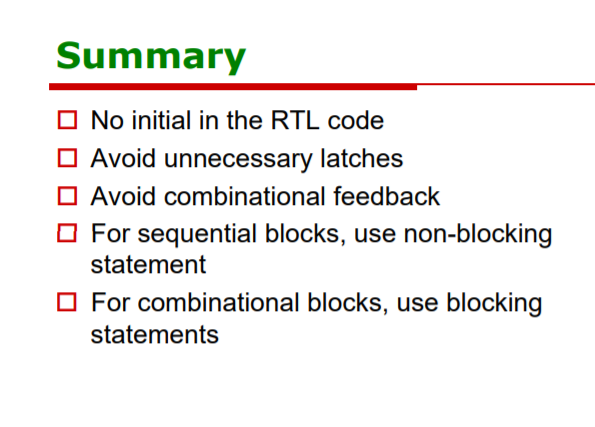 Summary
No initial in the RTL code
Avoid unnecessary latches
Avoid combinational feedback
For sequential blocks, use non-blocking
statement
For combinational blocks, use blocking
statements